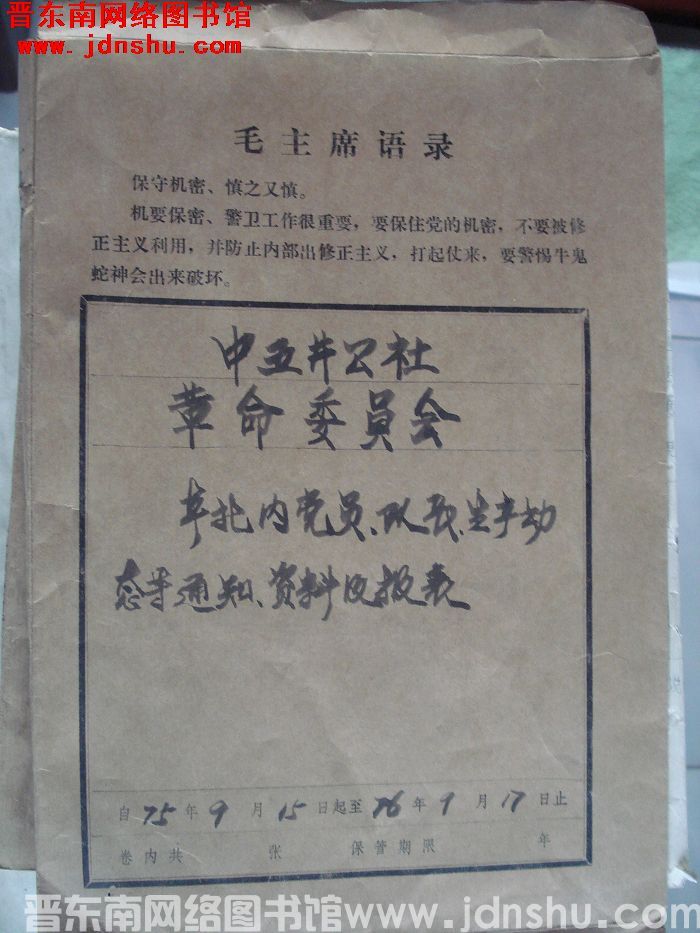 晋东南网络图书馆
www.jdnshu.com
毛主席语录
保守机密、慎之又慎。
机要保密、警卫工作很重要，要保住党的机密，不要被修
正主义利用，并防止内部出修正主义，打起仗来，要警惕牛鬼
蛇神会出来破坏。
中五井公社
革命委员会
内党员、队
态等通知、资料及报表
自75年9月15日起至76年9月17日止
卷内共 张 保管期限 年
晋东南网络图书馆www.jdnshu.com